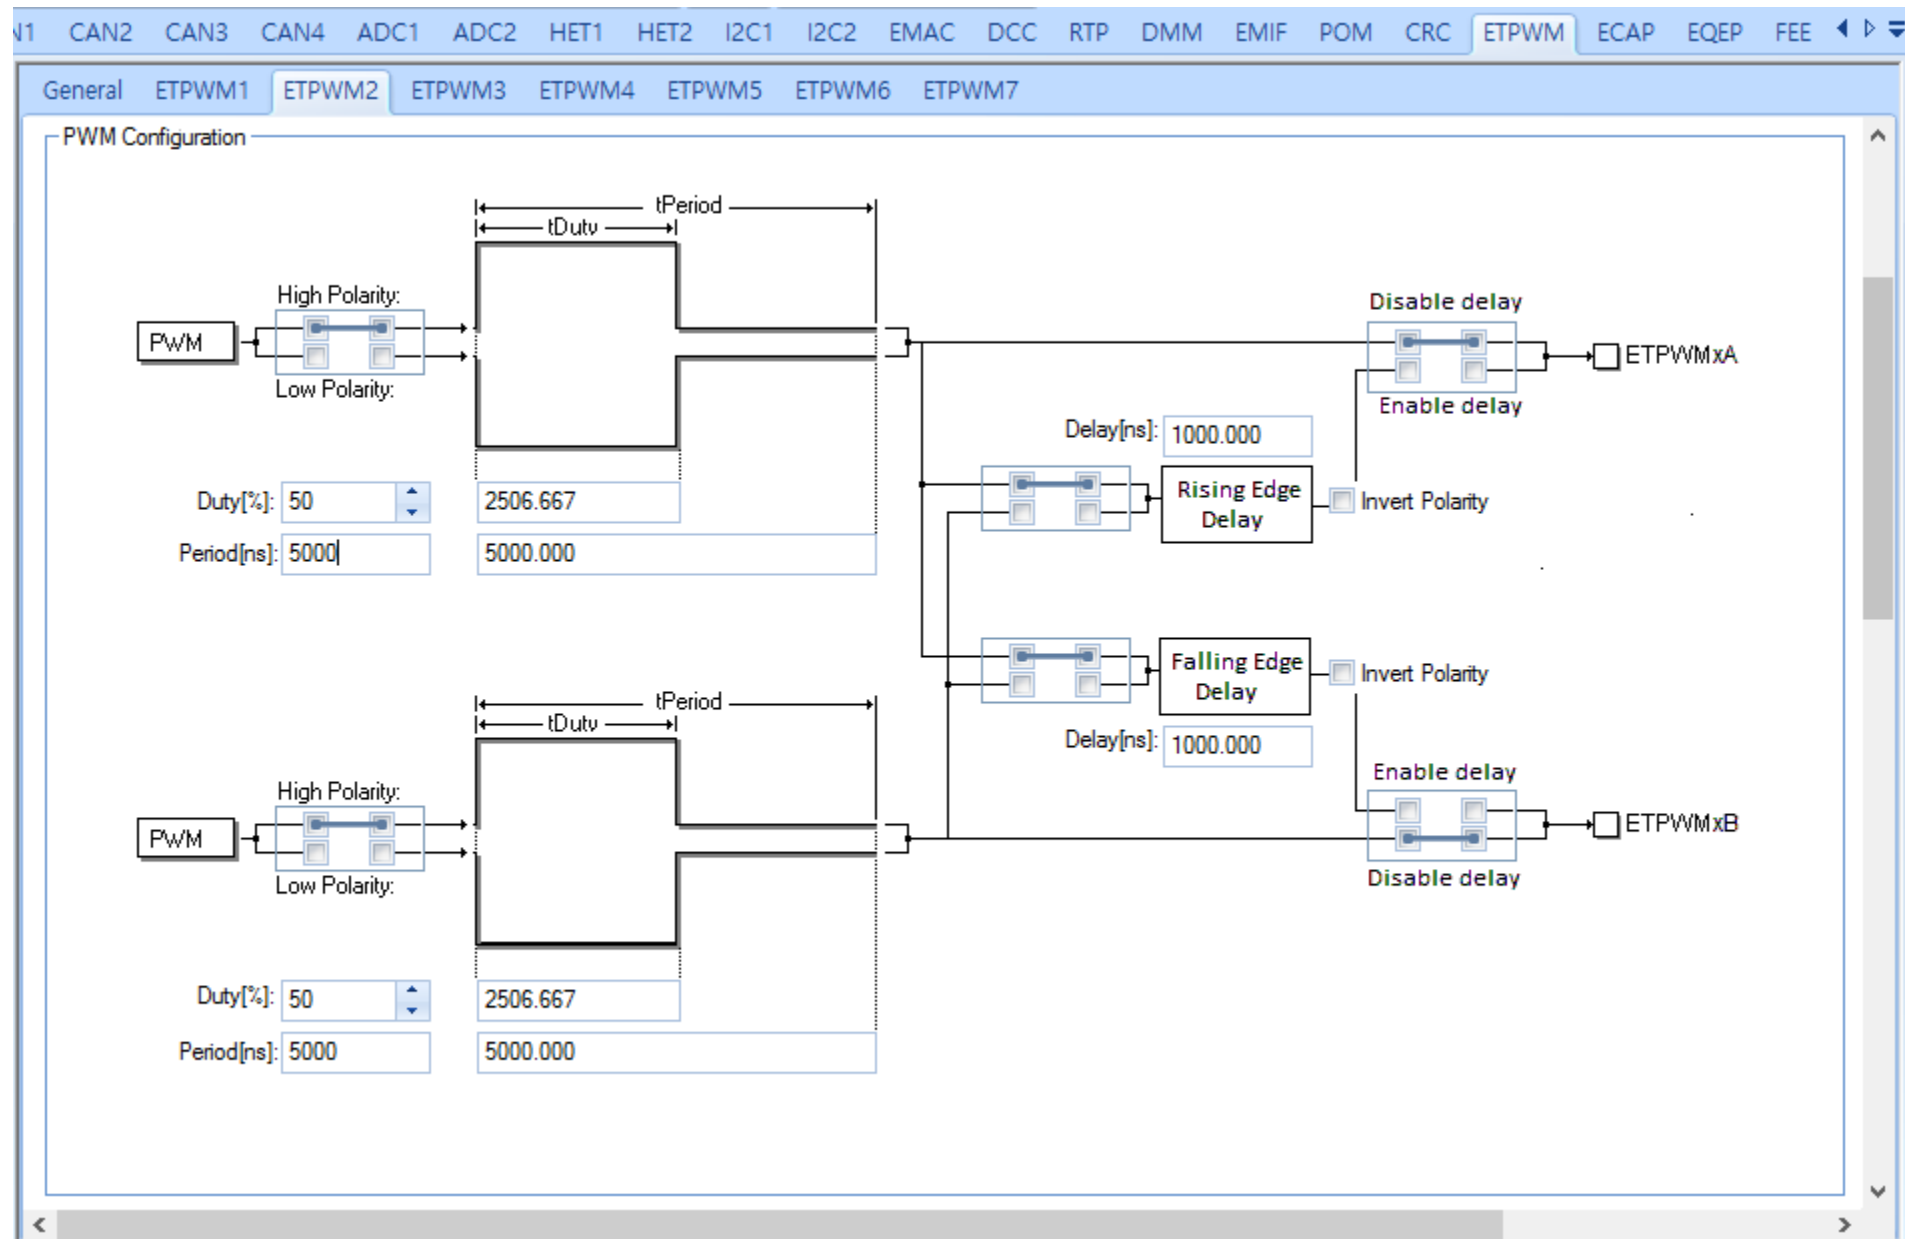 N1 CAN2 CAN3 CAN4 ADC1 ADC2 HET1 HET2 I2C1 I2C2 EMAC DCC RTP DMM EMIF POM CRC ETPWM ECAP EQEP FEE
General ETPWM1 ETPWM2 ETPWM3 ETPWM4 ETPWM5 ETPWM6 ETPWM7
PWM Configuration
tPeriod
tDuty
High Polarity:
PWM
Low Polarity:
Disable delay
ETPWMxA
Enable delay
Delay[ns]: 1000.000
Duty[%]: 50 2506.667
Rising Edge
Delay
Invert Polarity
Period[ns]: 5000 5000.000
Falling Edge
Delay
Invert Polarity
Delay[ns]: 1000.000
tPeriod
tDuty
High Polarity:
PWM
Low Polarity:
Enable delay
ETPWMxB
Disable delay
Duty[%]: 50 2506.667
Period[ns]: 5000 5000.000